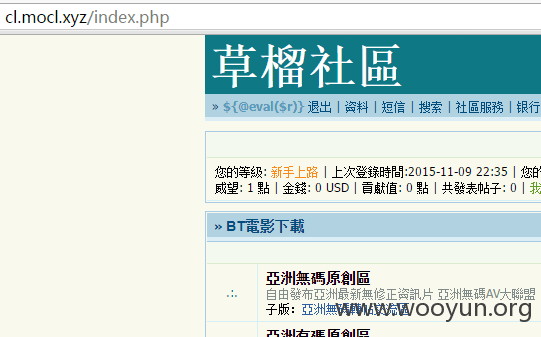 cl.mocl.xyz/index.php
草榴社區
» ${@eval($r)} 退出 | 資料 | 短信 | 搜索 | 社區服務 | 银行
您的等級: 新手上路 | 上次登錄時間:2015-11-09 22:35 | 您的
威望: 1 點 | 金錢: 0 USD | 貢獻值: 0 點 | 共發表帖子: 0 | 我
» BT電影下載
亞洲無碼原創區
.:. 自由發布亞洲最新無修正資訊片 亞洲無碼AV大聯盟
子版: 亞洲無碼轉帖交流區
www.wooyun.org
亞洲有碼原創區